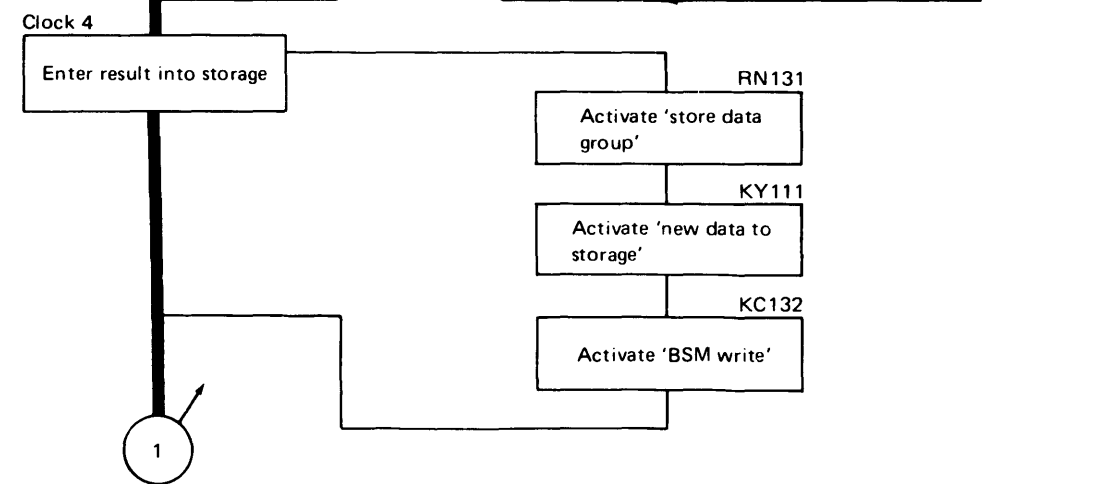 Clock 4
Enter result into storage
RN131
Activate 'store data
group'
KY111
Activate 'new data to
storage'
KC132
Activate 'BSM write'
1